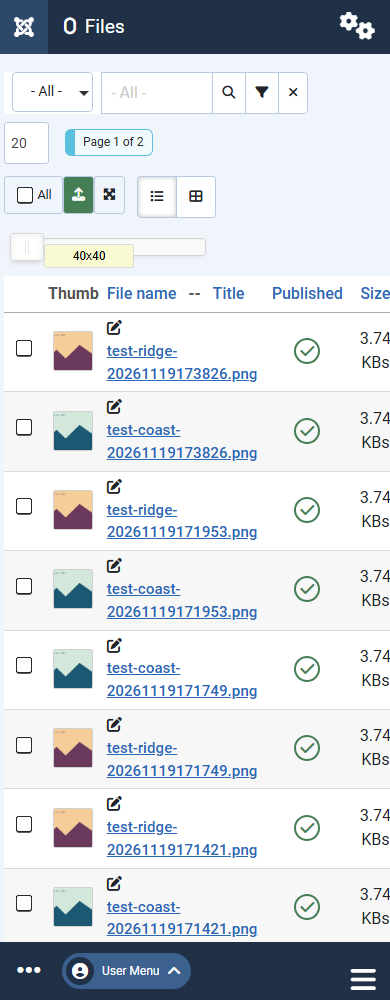 Files
- All -
- All -
20
Page 1 of 2
All
40x40
Thumb File name -- Title Published Size
test-ridge-
20261119173826.png
3.74
KBs
test-coast-
20261119173826.png
3.74
KBs
test-ridge-
20261119171953.png
3.74
KBs
test-coast-
20261119171953.png
3.74
KBs
test-coast-
20261119171749.png
3.74
KBs
test-ridge-
20261119171749.png
3.74
KBs
test-ridge-
20261119171421.png
3.74
KBs
test-coast-
20261119171421.png
3.74
KBs
User Menu